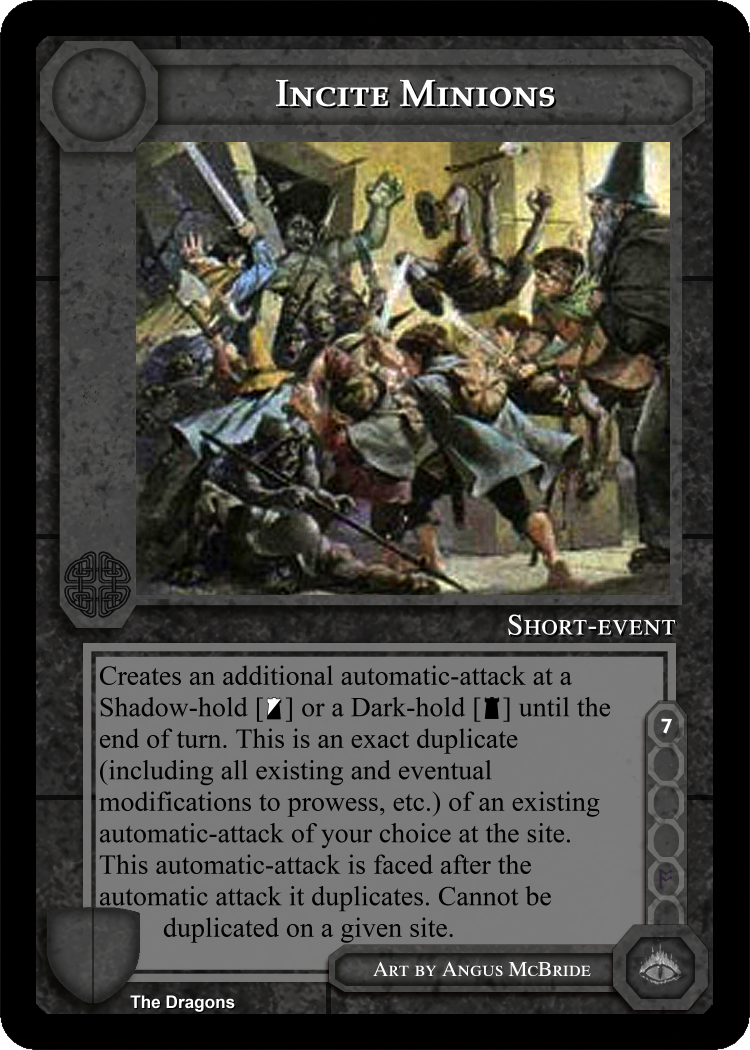 Incite Minions
Short-event
Creates an additional automatic-attack at a
Shadow-hold [ ] or a Dark-hold [ ] until the
end of turn. This is an exact duplicate
(including all existing and eventual
modifications to prowess, etc.) of an existing
automatic-attack of your choice at the site.
This automatic-attack is faced after the
automatic attack it duplicates. Cannot be
duplicated on a given site.
7
Art by Angus McBride
The Dragons